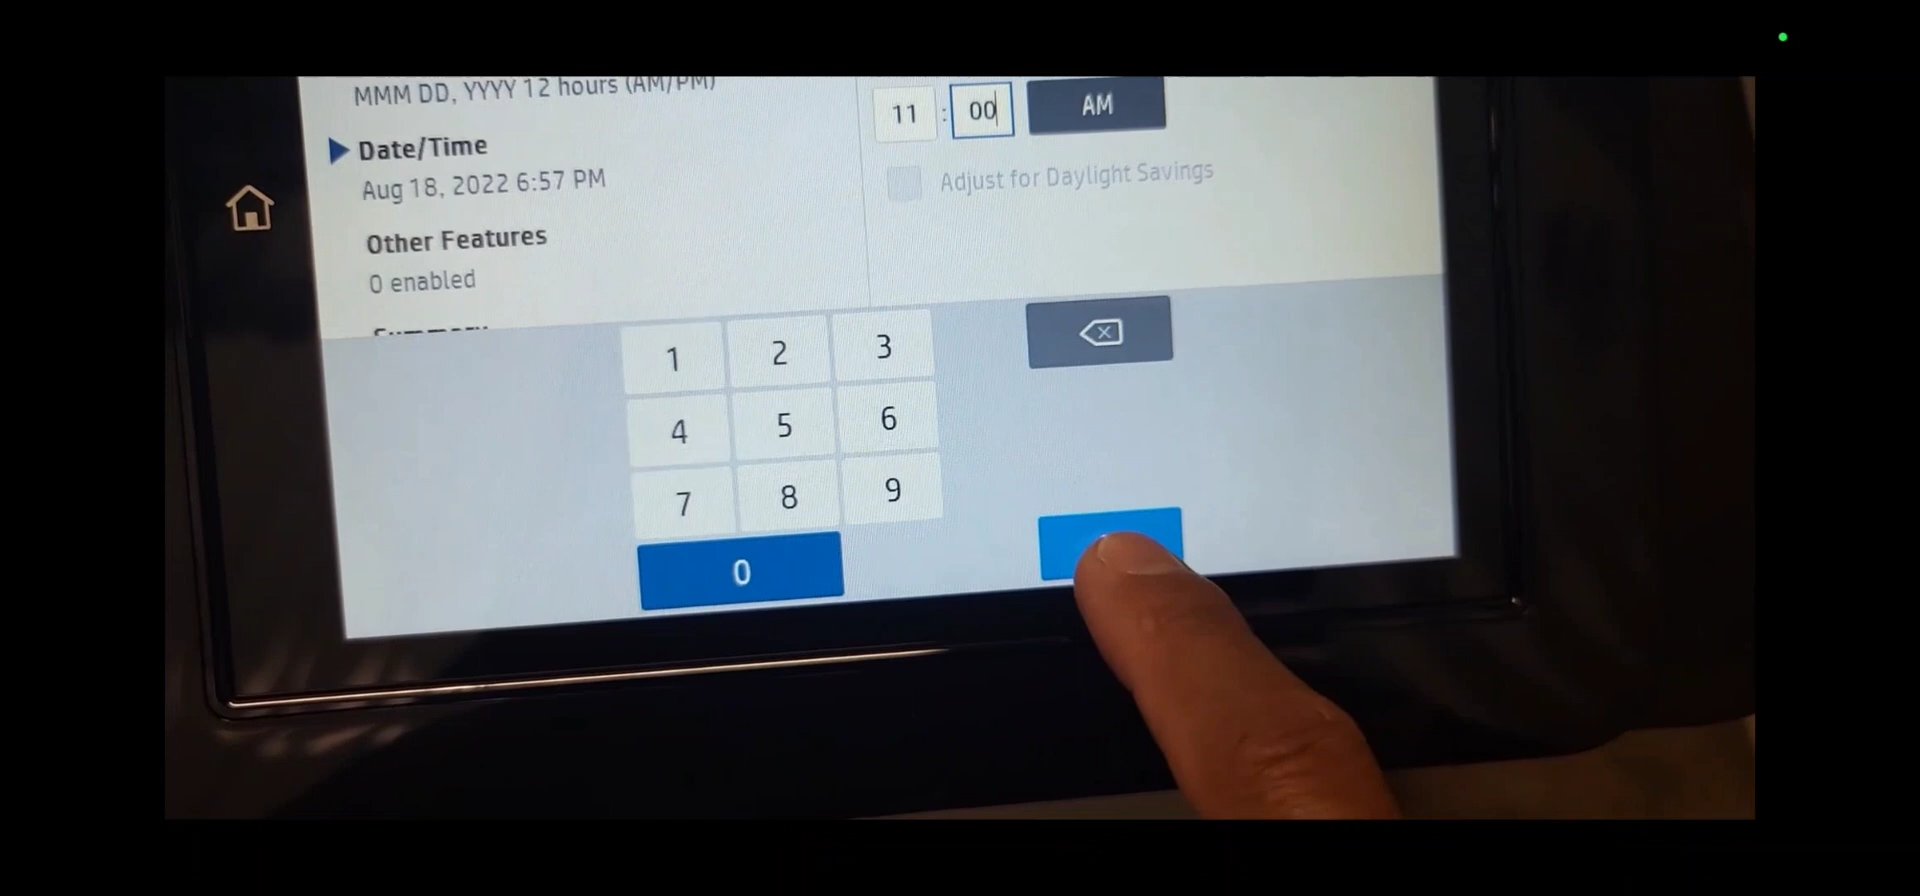 MMM DD, YYYY 12 hours (AM/PM)
Date/Time
Aug 18, 2022 6:57 PM
Other Features
0 enabled
11 : 00 AM
Adjust for Daylight Savings
1 2 3
4 5 6
7 8 9
0